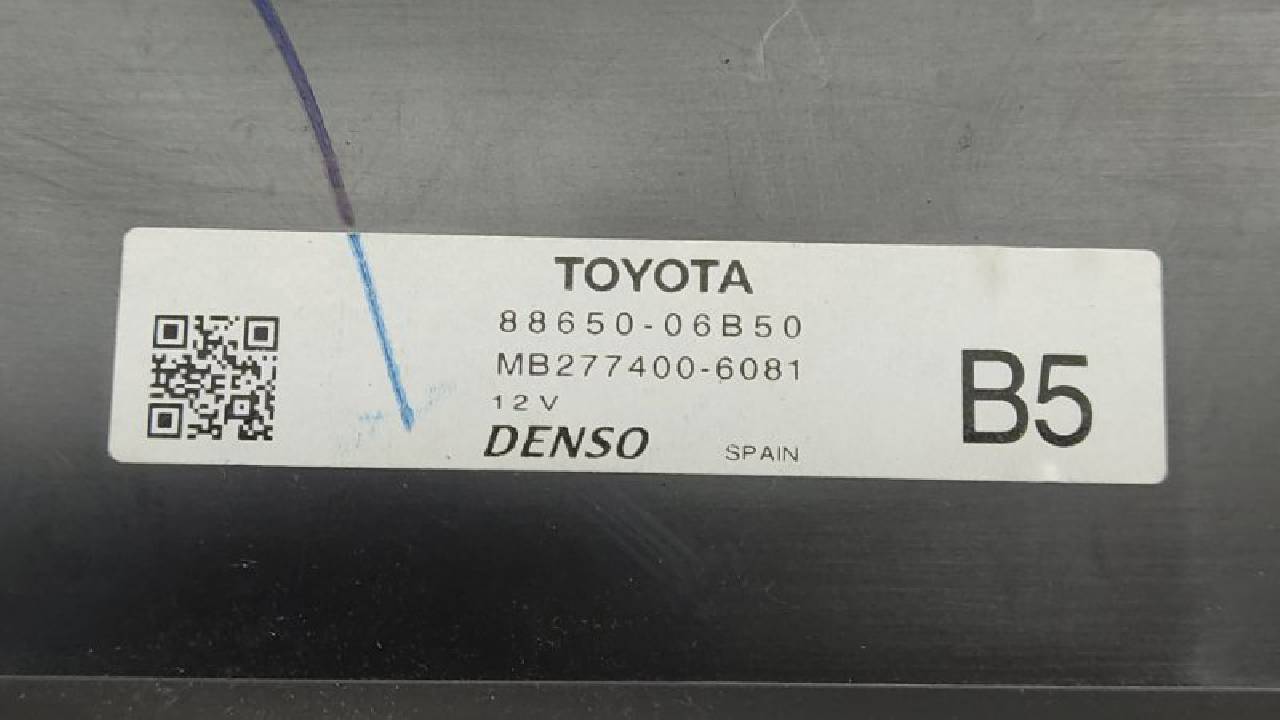 TOYOTA
88650-06B50
MB277400-6081
12V
DENSO SPAIN
B5